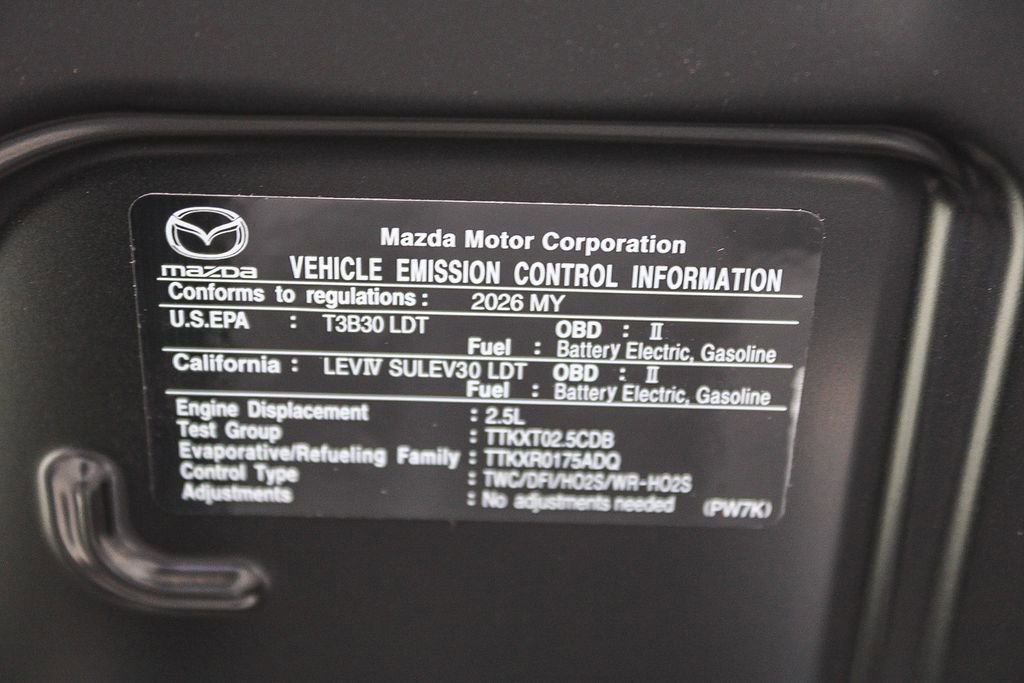 Mazda Motor Corporation
mazda VEHICLE EMISSION CONTROL INFORMATION
Conforms to regulations : 2026 MY
U.S.EPA : T3B30 LDT OBD : II
Fuel : Battery Electric, Gasoline
California : LEVIV SULEV30 LDT OBD : II
Fuel : Battery Electric, Gasoline
Engine Displacement : 2.5L
Test Group : TTKXT02.5CDB
Evaporative/Refueling Family : TTKXR0175ADQ
Control Type : TWC/DFI/HO2S/WR-HO2S
Adjustments : No adjustments needed (PW7K)